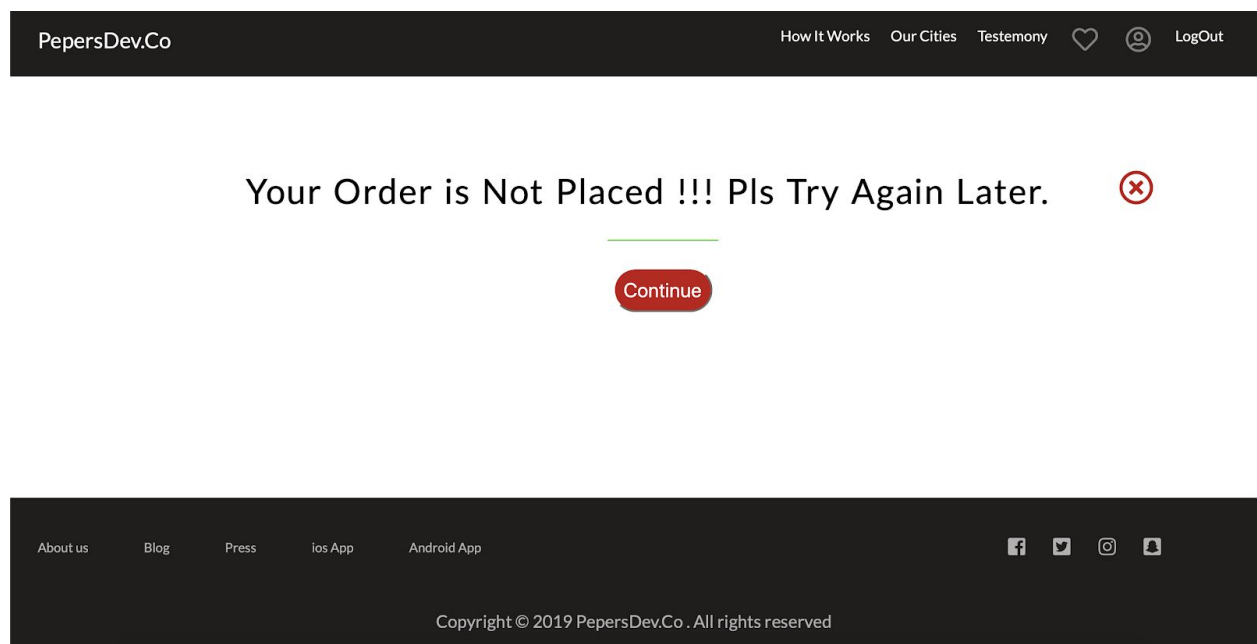 PepersDev.Co How It Works Our Cities Testemony LogOut
Your Order is Not Placed !!! Pls Try Again Later.
Continue
About us Blog Press ios App Android App
Copyright © 2019 PepersDev.Co . All rights reserved